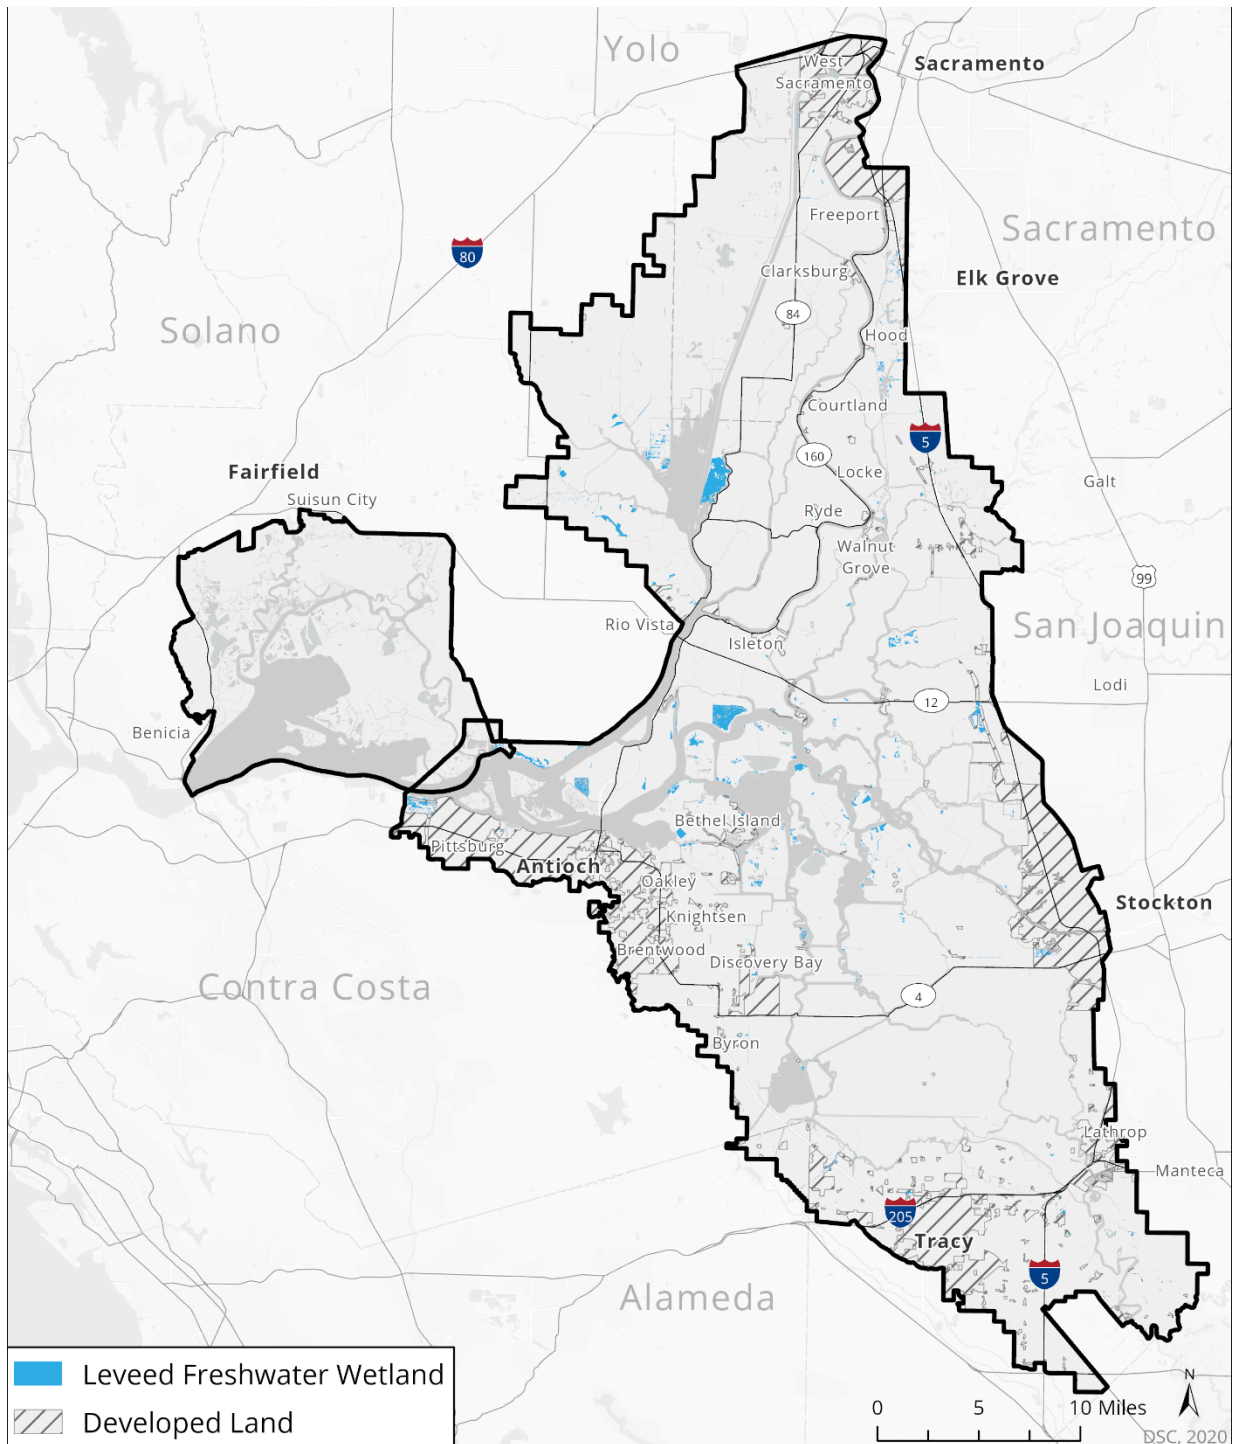 Yolo
West
Sacramento
Sacramento
Freeport
Sacramento
80
Clarksburg
Elk Grove
84
Solano
Hood
Courtland
5
160
Locke
Fairfield
Galt
Suisun City
Ryde
Walnut
Grove
99
Rio Vista
Isleton
San Joaquin
Lodi
12
Benicia
Bethel Island
Pittsburg
Antioch
Oakley
Stockton
Knightsen
Brentwood
Discovery Bay
Contra Costa
4
Byron
Lathrop
Manteca
205
Tracy
5
Alameda
Leveed Freshwater Wetland
Developed Land
N
0 5 10 Miles
DSC, 2020